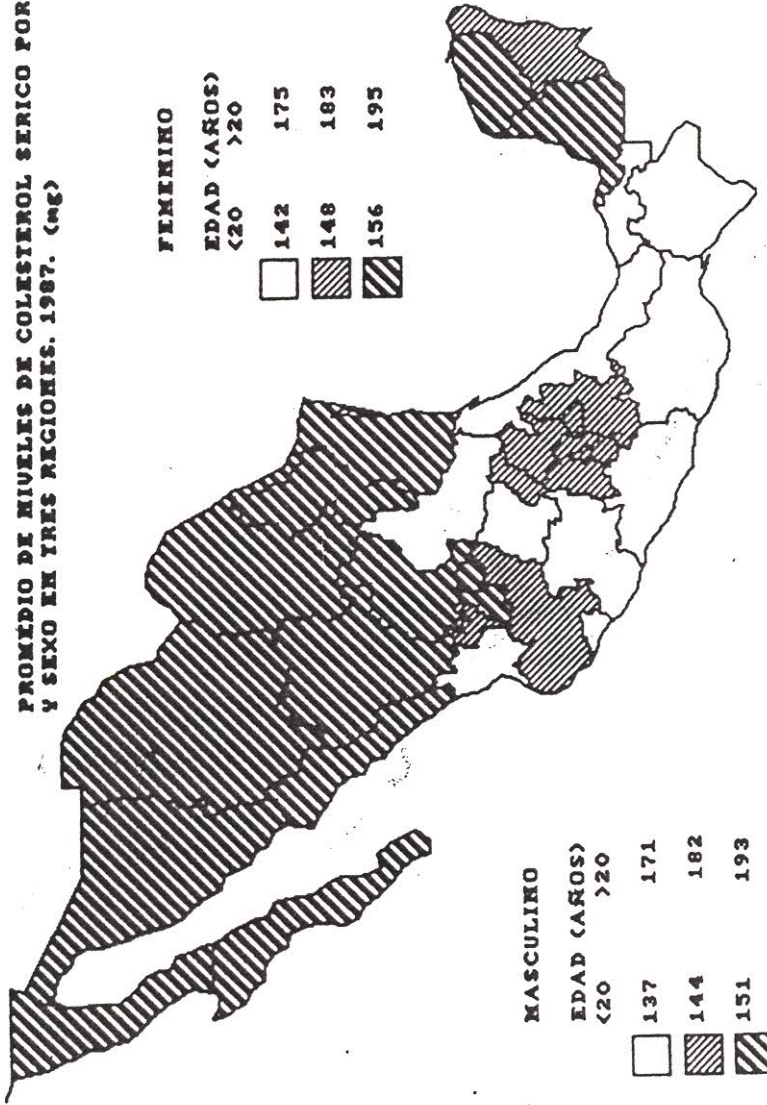 PROMEDIO DE NIVELES DE COLESTEROL SERICO POR
Y SEXO EN TRES REGIONES. 1987. (mg)
FEMENINO
EDAD (AÑOS)
<20 >20
142 175
148 183
156 195
MASCULINO
EDAD (AÑOS)
<20 >20
137 171
144 182
151 193